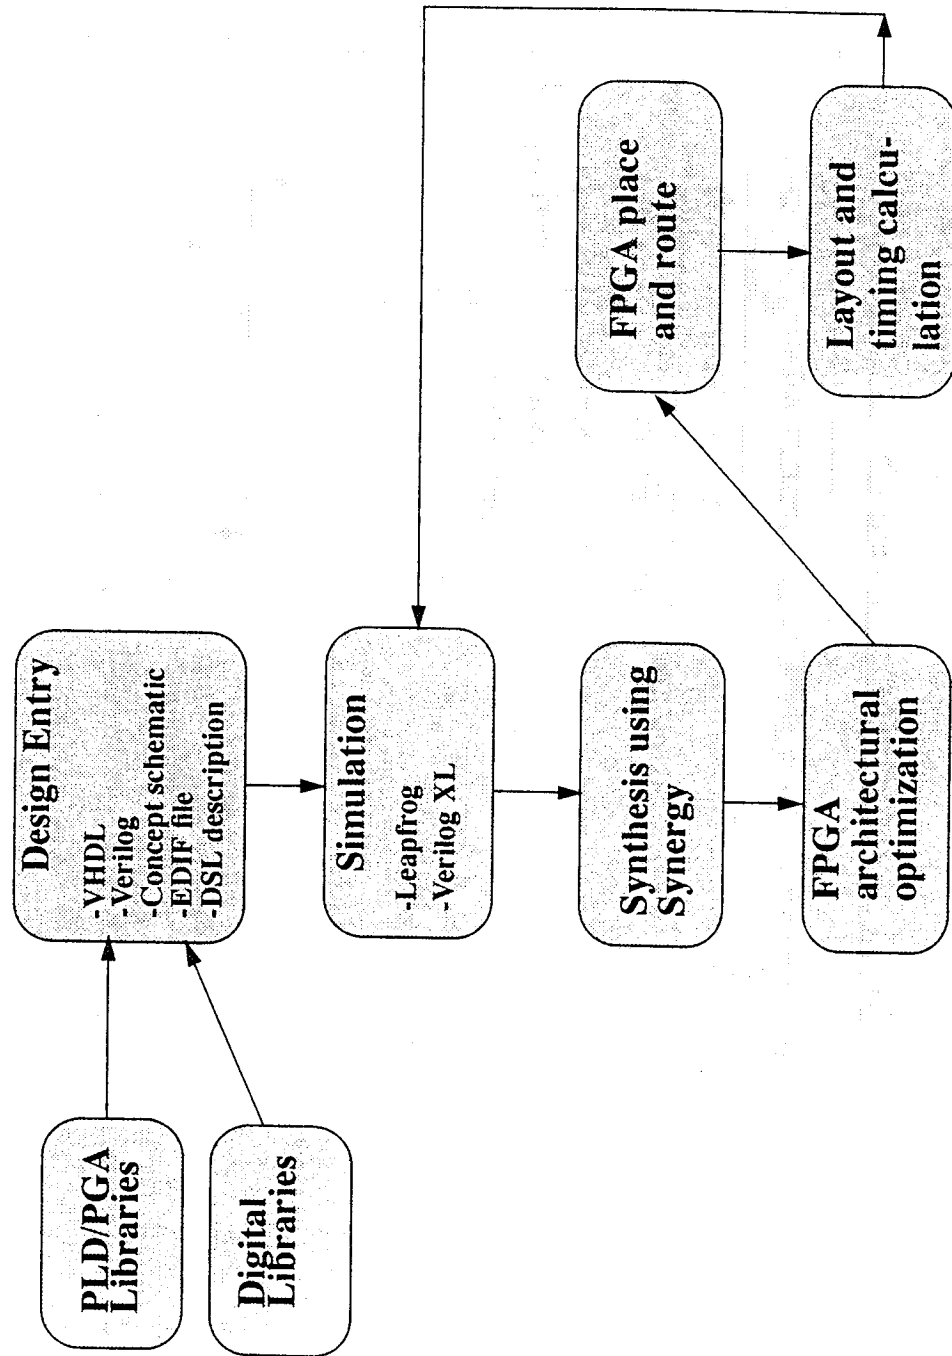 PLD/PGA
Libraries
Digital
Libraries
Design Entry
-VHDL
-Verilog
-Concept schematic
-EDIF file
-DSL description
Simulation
-Leapfrog
-Verilog XL
Synthesis using
Synergy
FPGA
architectural
optimization
FPGA place
and route
Layout and
timing calcu-
lation